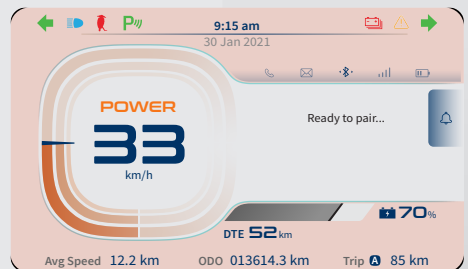 P
9:15 am
30 Jan 2021
POWER
33
km/h
Ready to pair...
70%
DTE 52 km
Avg Speed 12.2 km ODO 013614.3 km Trip A 85 km